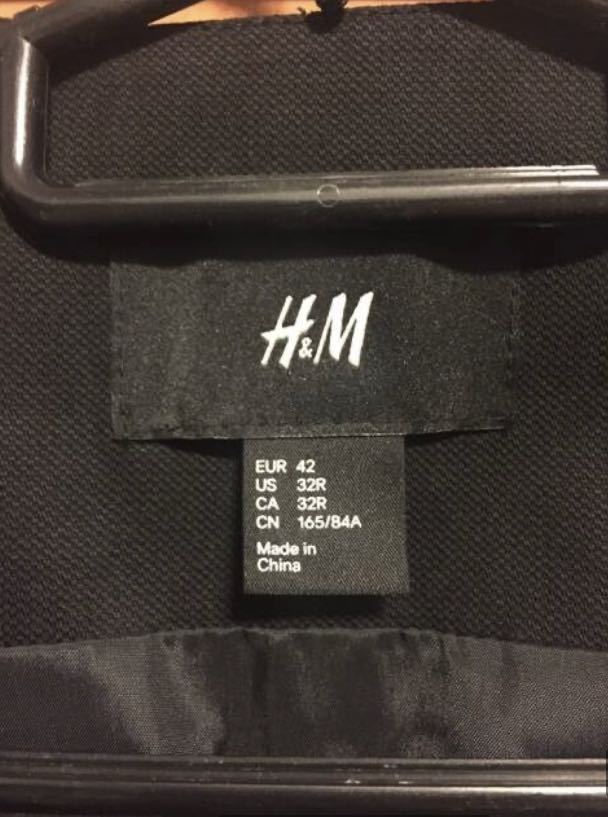 H&M
EUR 42
US 32R
CA 32R
CN 165/84A
Made in
China